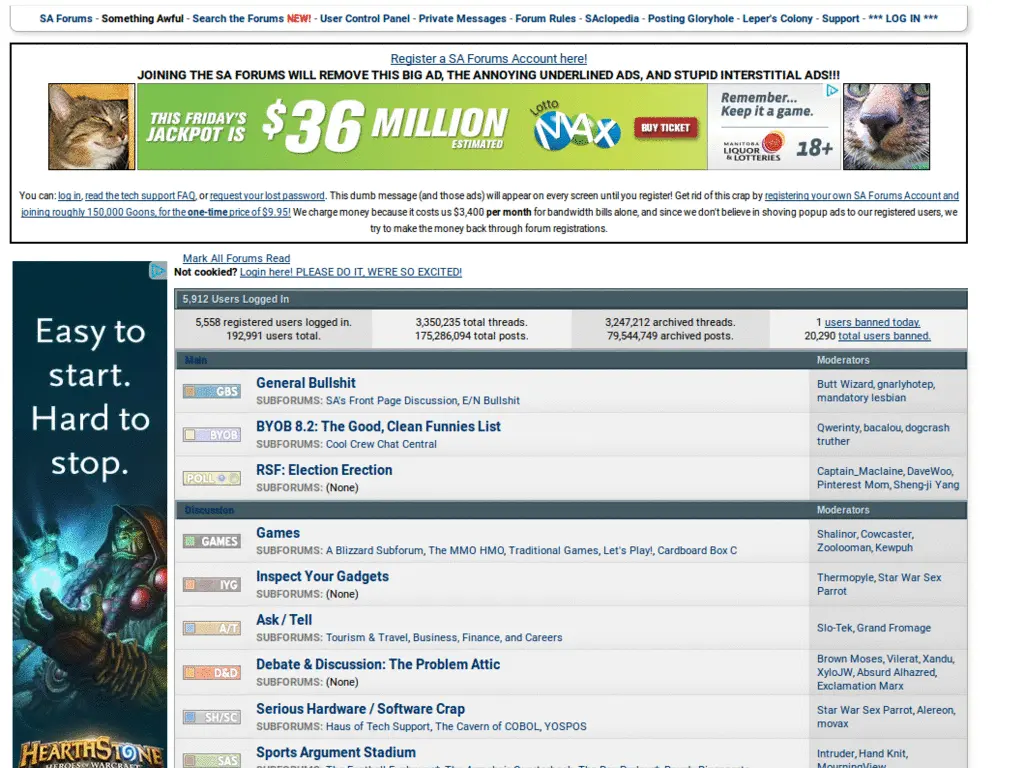 SA Forums - Something Awful - Search the Forums NEW! - User Control Panel - Private Messages - Forum Rules - SAclopedia - Posting Gloryhole - Leper's Colony - Support - *** LOG IN ***
Register a SA Forums Account here!
JOINING THE SA FORUMS WILL REMOVE THIS BIG AD, THE ANNOYING UNDERLINED ADS, AND STUPID INTERSTITIAL ADS!!!
THIS FRIDAY'S
JACKPOT IS
$36 MILLION
ESTIMATED
Lotto
MAX
BUY TICKET
Remember...
Keep it a game.
MANITOBA
LIQUOR
& LOTTERIES
18+
You can: log in, read the tech support FAQ, or request your lost password. This dumb message (and those ads) will appear on every screen until you register! Get rid of this crap by registering your own SA Forums Account and
joining roughly 150,000 Goons, for the one-time price of $9.95! We charge money because it costs us $3,400 per month for bandwidth bills alone, and since we don't believe in shoving popup ads to our registered users, we
try to make the money back through forum registrations.
Mark All Forums Read
Not cookied? Login here! PLEASE DO IT, WE'RE SO EXCITED!
Easy to
start.
Hard to
stop.
HEARTHSTONE
HEROES OF WARCRAFT
5,912 Users Logged In
5,558 registered users logged in.
192,991 users total.
3,350,235 total threads.
175,286,094 total posts.
3,247,212 archived threads.
79,544,749 archived posts.
1 users banned today.
20,290 total users banned.
Main
Moderators
GBS
General Bullshit
SUBFORUMS: SA's Front Page Discussion, E/N Bullshit
Butt Wizard, gnarlyhotep,
mandatory lesbian
BYOB
BYOB 8.2: The Good, Clean Funnies List
SUBFORUMS: Cool Crew Chat Central
Qwerinty, bacalou, dogcrash
truther
POLL
RSF: Election Erection
SUBFORUMS: (None)
Captain_Maclaine, DaveWoo,
Pinterest Mom, Sheng-ji Yang
Discussion
Moderators
GAMES
Games
SUBFORUMS: A Blizzard Subforum, The MMO HMO, Traditional Games, Let's Play!, Cardboard Box C
Shalinor, Cowcaster,
Zoolooman, Kewpuh
IYG
Inspect Your Gadgets
SUBFORUMS: (None)
Thermopyle, Star War Sex
Parrot
A/T
Ask / Tell
SUBFORUMS: Tourism & Travel, Business, Finance, and Careers
Slo-Tek, Grand Fromage
D&D
Debate & Discussion: The Problem Attic
SUBFORUMS: (None)
Brown Moses, Vilerat, Xandu,
XyloJW, Absurd Alhazred,
Exclamation Marx
SH/SC
Serious Hardware / Software Crap
SUBFORUMS: Haus of Tech Support, The Cavern of COBOL, YOSPOS
Star War Sex Parrot, Alereon,
movax
SAS
Sports Argument Stadium
Intruder, Hand Knit,
MourningView